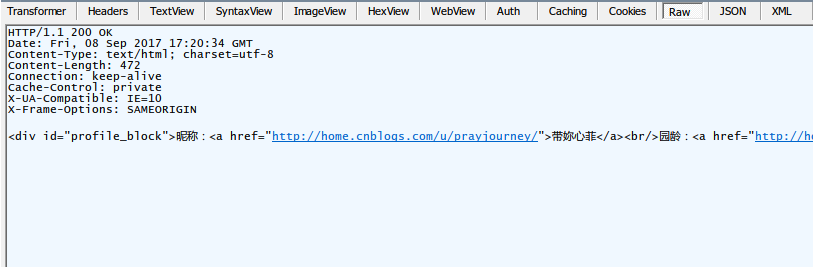 Transformer Headers TextView SyntaxView ImageView HexView WebView Auth Caching Cookies Raw JSON XML
HTTP/1.1 200 OK
Date: Fri, 08 Sep 2017 17:20:34 GMT
Content-Type: text/html; charset=utf-8
Content-Length: 472
Connection: keep-alive
Cache-Control: private
X-UA-Compatible: IE=10
X-Frame-Options: SAMEORIGIN
<div id="profile_block">昵称：<a href="http://home.cnblogs.com/u/prayjourney/">带妳心菲</a><br/>园龄：<a href="http://h